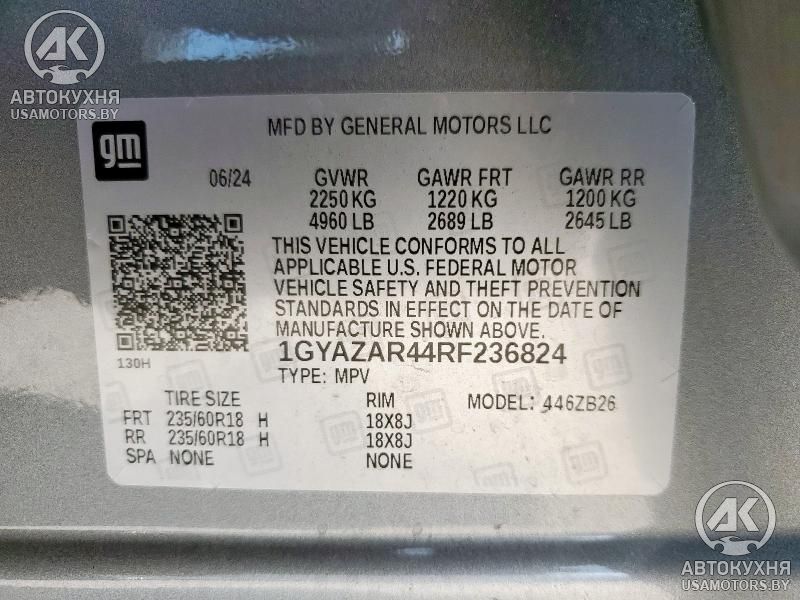 AK
АВТОКУХНЯ
USAMOTORS.BY
gm
MFD BY GENERAL MOTORS LLC
06/24 GVWR GAWR FRT GAWR RR
2250 KG 1220 KG 1200 KG
4960 LB 2689 LB 2645 LB
THIS VEHICLE CONFORMS TO ALL
APPLICABLE U.S. FEDERAL MOTOR
VEHICLE SAFETY AND THEFT PREVENTION
STANDARDS IN EFFECT ON THE DATE OF
MANUFACTURE SHOWN ABOVE.
130H
1GYAZAR44RF236824
TYPE: MPV
TIRE SIZE RIM MODEL: 446ZB26
FRT 235/60R18 H 18X8J
RR 235/60R18 H 18X8J
SPA NONE NONE
AK
АВТОКУХНЯ
USAMOTORS.BY